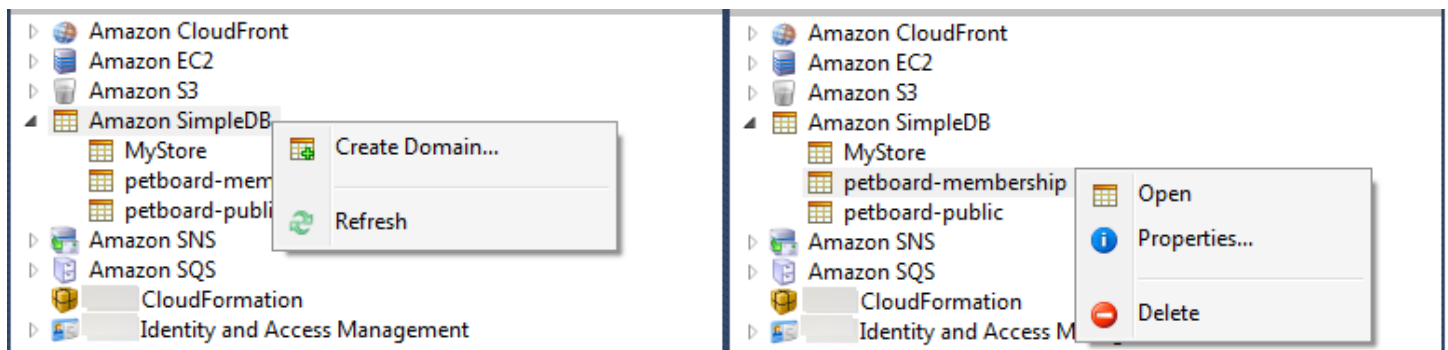 Amazon CloudFront
Amazon EC2
Amazon S3
Amazon SimpleDB
MyStore
petboard-mem
petboard-publi
Amazon SNS
Amazon SQS
CloudFormation
Identity and Access Management
Create Domain...
Refresh
Amazon CloudFront
Amazon EC2
Amazon S3
Amazon SimpleDB
MyStore
petboard-membership
petboard-public
Amazon SNS
Amazon SQS
CloudFormation
Identity and Access M
Open
Properties...
Delete